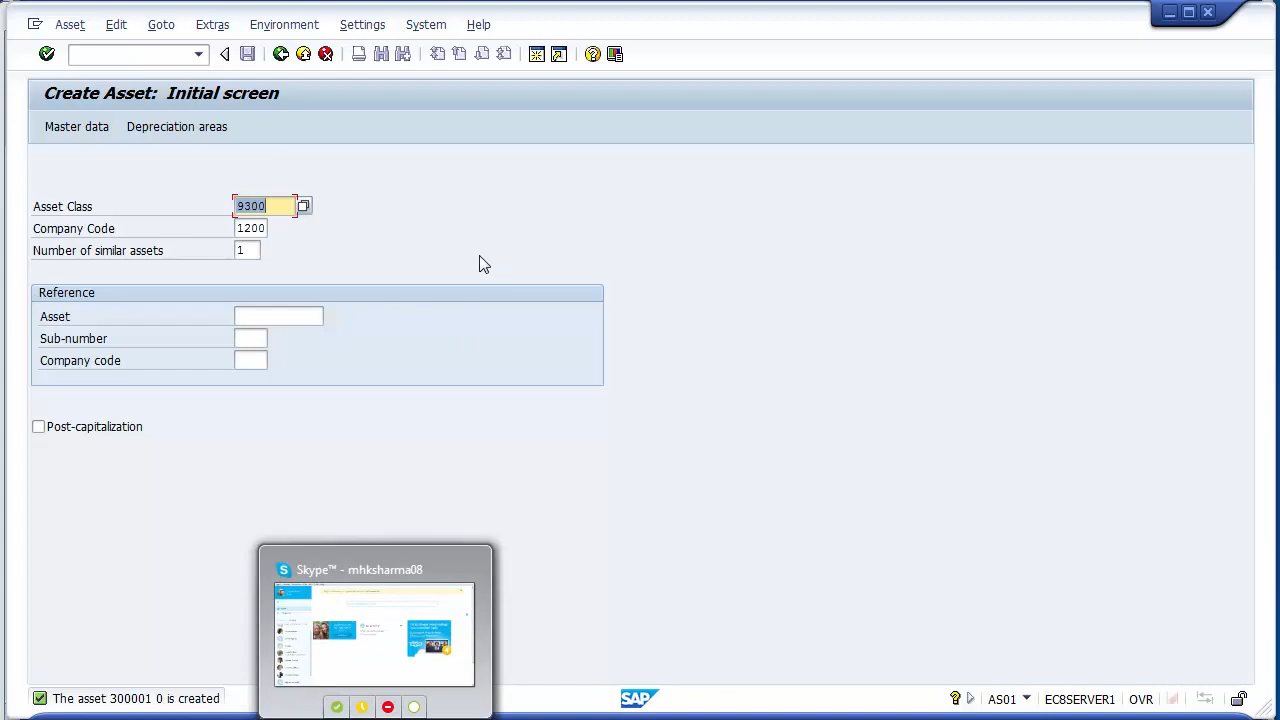 Asset Edit Goto Extras Environment Settings System Help
Create Asset: Initial screen
Master data Depreciation areas
Asset Class 9300
Company Code 1200
Number of similar assets 1
Reference
Asset
Sub-number
Company code
Post-capitalization
Skype™ - mhksharma08
The asset 300001 0 is created
SAP
AS01 EC8SERVER1 OVR